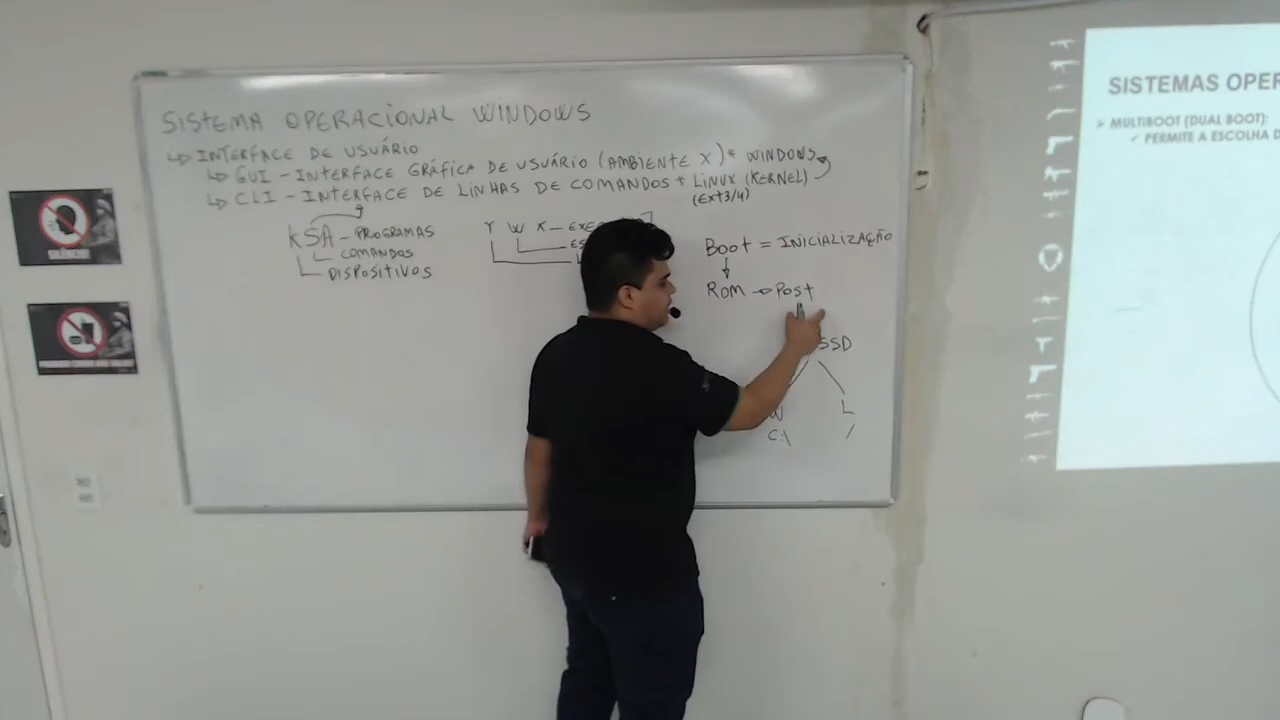 SISTEMA OPERACIONAL WINDOWS
↳ INTERFACE DE USUÁRIO
↳ GUI - INTERFACE GRÁFICA DE USUÁRIO (AMBIENTE X) * WINDOWS
↳ CLI - INTERFACE DE LINHAS DE COMANDOS * LINUX (KERNEL)
(Ext3/4)
KSA - PROGRAMAS
COMANDOS
DISPOSITIVOS
W X - EXE
ES
Boot = INICIALIZAÇÃO
ROM → Post
SSD
W L
C:\ /
SISTEMAS OPER
➢ MULTIBOOT (DUAL BOOT):
✓ PERMITE A ESCOLHA D